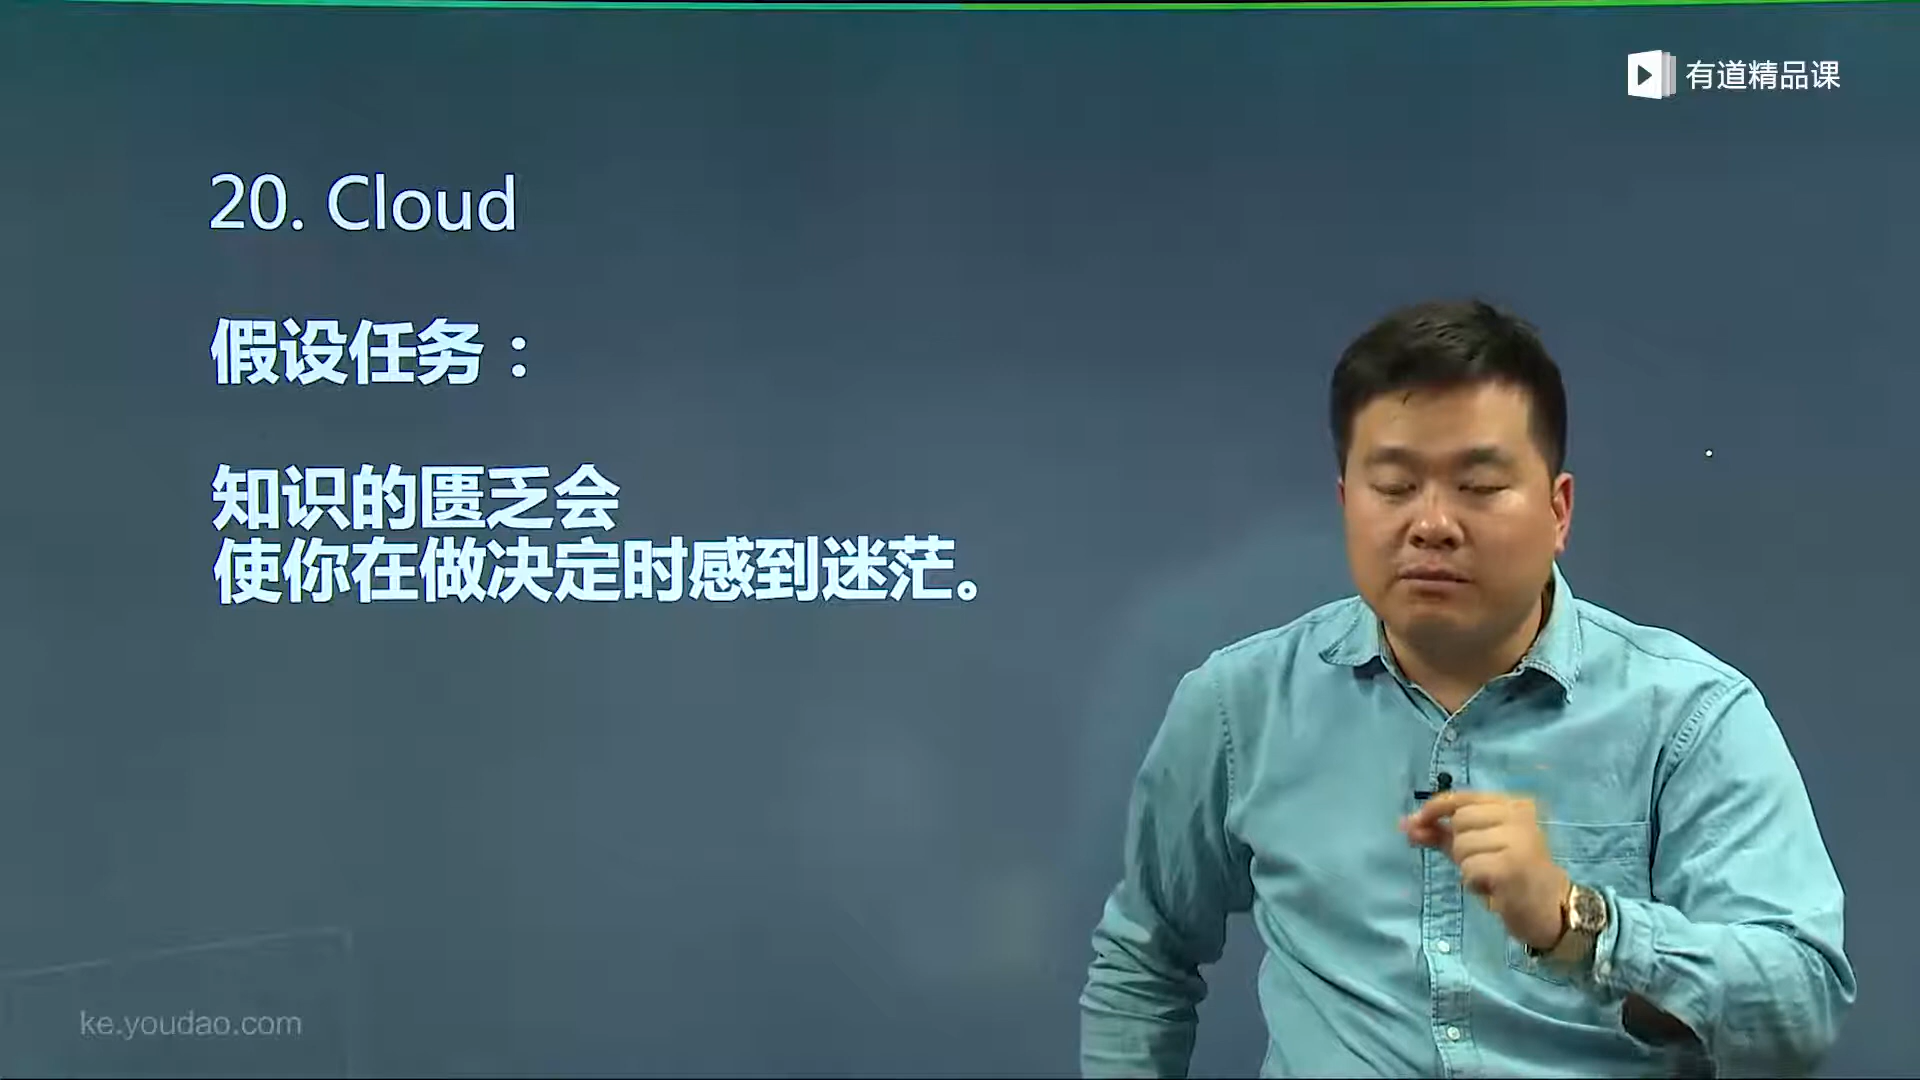 有道精品课
20. Cloud
假设任务：
知识的匮乏会
使你在做决定时感到迷茫。
ke.youdao.com